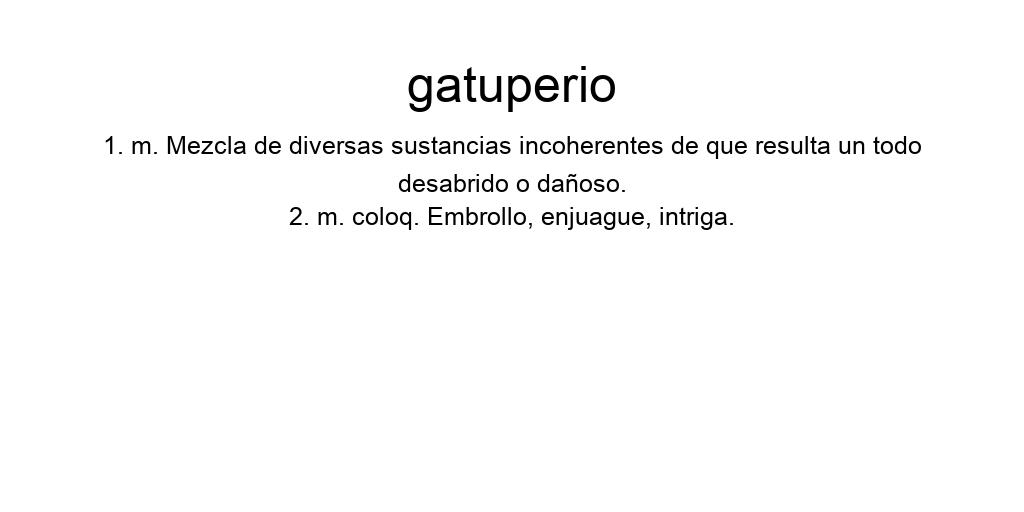 gatuperio
1. m. Mezcla de diversas sustancias incoherentes de que resulta un todo
desabrido o dañoso.
2. m. coloq. Embrollo, enjuague, intriga.